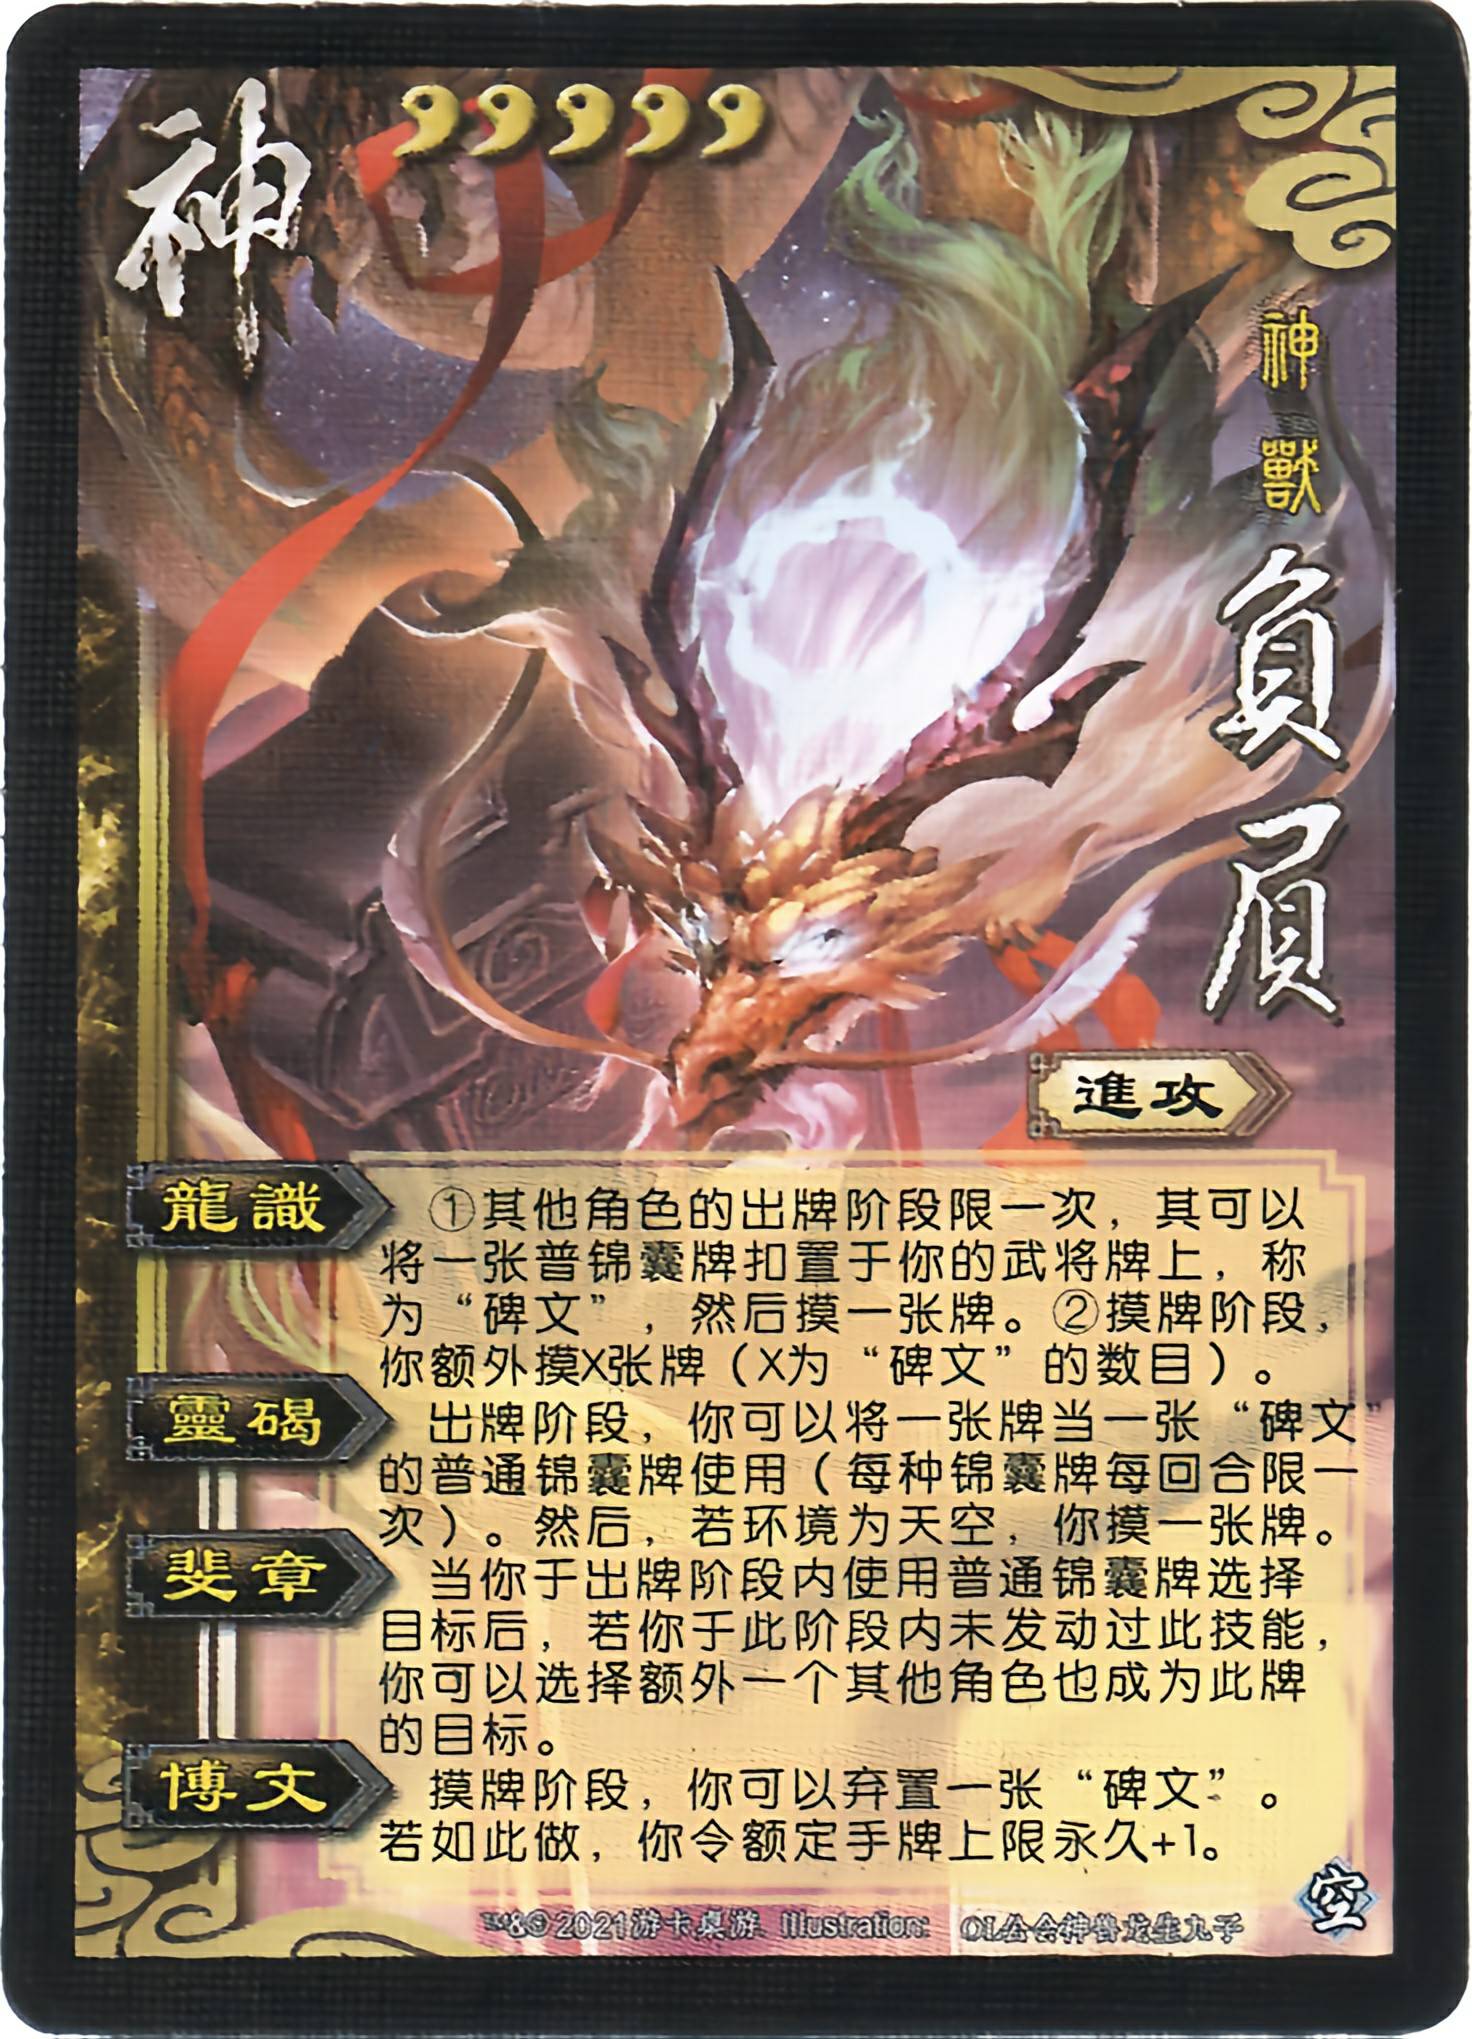 神
神獸
負屓
進攻
龍識
①其他角色的出牌阶段限一次，其可以
将一张普锦囊牌扣置于你的武将牌上，称
为“碑文”，然后摸一张牌。②摸牌阶段，
你额外摸X张牌（X为“碑文”的数目）。
靈碣
出牌阶段，你可以将一张牌当一张“碑文”
的普通锦囊牌使用（每种锦囊牌每回合限一
次）。然后，若环境为天空，你摸一张牌。
斐章
当你于出牌阶段内使用普通锦囊牌选择
目标后，若你于此阶段内未发动过此技能，
你可以选择额外一个其他角色也成为此牌
的目标。
博文
摸牌阶段，你可以弃置一张“碑文”。
若如此做，你令额定手牌上限永久+1。
空
™&© 2021游卡桌游. Illustration: OL公会神兽龙生九子